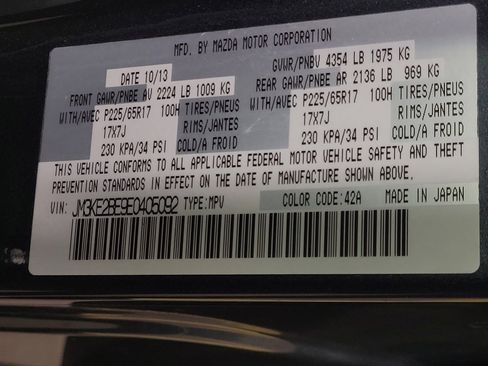 MFD. BY MAZDA MOTOR CORPORATION
DATE 10/13 GVWR/PNBV 4354 LB 1975 KG
FRONT GAWR/PNBE AV 2224 LB 1009 KG REAR GAWR/PNBE AR 2136 LB 969 KG
WITH/AVEC P225/65R17 100H TIRES/PNEUS WITH/AVEC P225/65R17 100H TIRES/PNEUS
17X7J RIMS/JANTES 17X7J RIMS/JANTES
230 KPA/34 PSI COLD/A FROID 230 KPA/34 PSI COLD/A FROID
THIS VEHICLE CONFORMS TO ALL APPLICABLE FEDERAL MOTOR VEHICLE SAFETY AND THEFT
PREVENTION STANDARDS IN EFFECT ON THE DATE OF MANUFACTURE SHOWN ABOVE.
VIN: JM3KE2BE9E0405092 TYPE:MPV COLOR CODE:42A MADE IN JAPAN